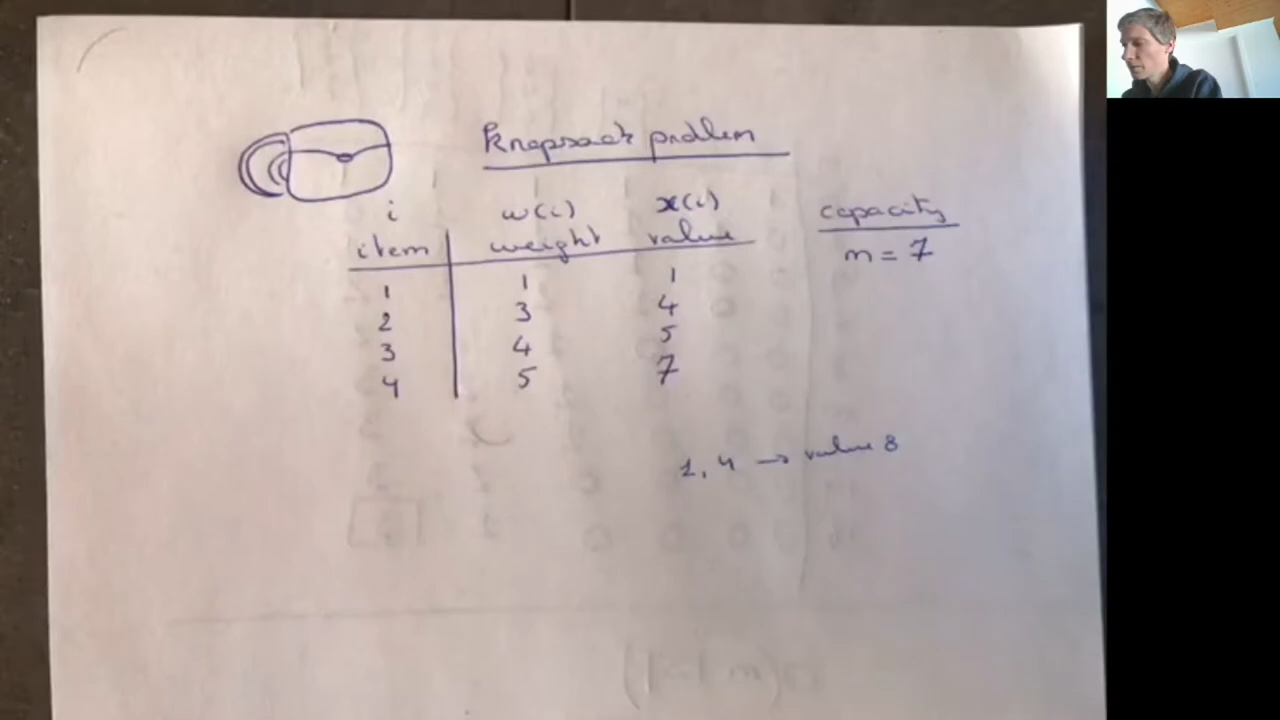 Knapsack problem
i w(i) x(i) capacity
item weight value m = 7
1 1 1
2 3 4
3 4 5
4 5 7
1, 4 → value 8